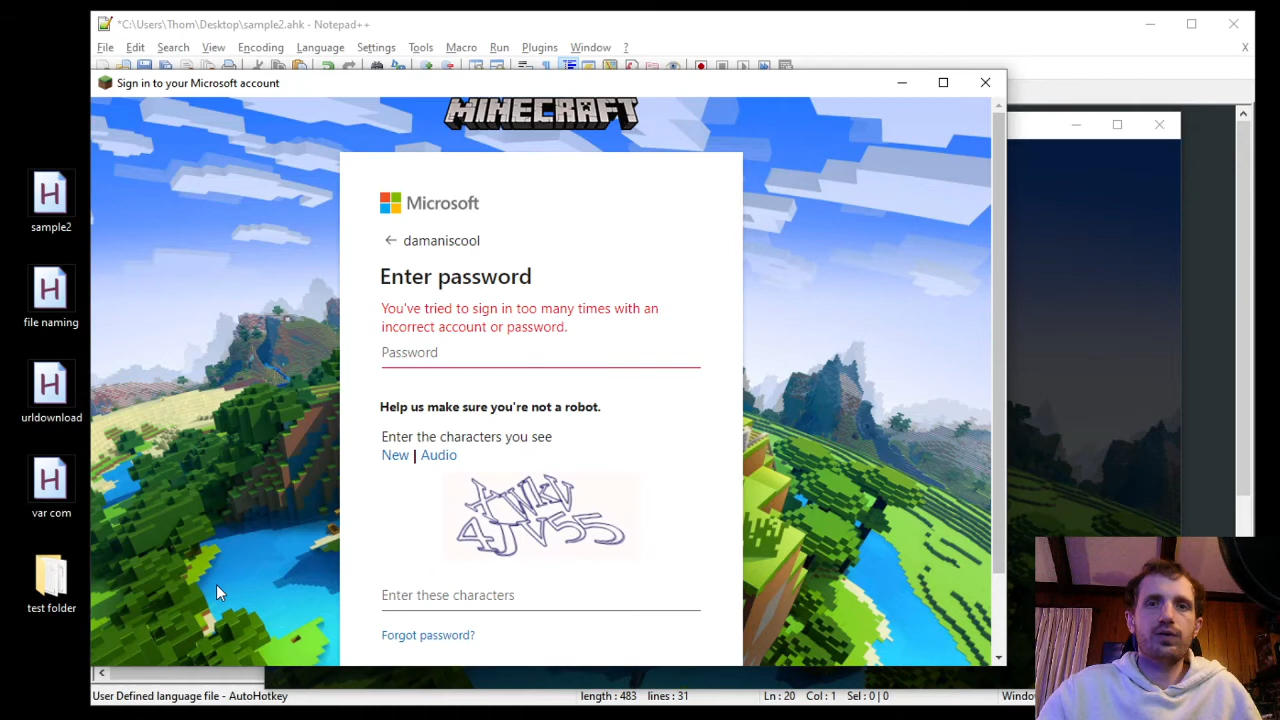 *C:\Users\Thom\Desktop\sample2.ahk - Notepad++
File Edit Search View Encoding Language Settings Tools Macro Run Plugins Window ? X
Sign in to your Microsoft account
MINECRAFT
Microsoft
damaniscool
Enter password
You've tried to sign in too many times with an
incorrect account or password.
Password
Help us make sure you're not a robot.
Enter the characters you see
New | Audio
Enter these characters
Forgot password?
H
sample2
H
file naming
H
urldownload
H
var com
test folder
User Defined language file - AutoHotkey length : 483 lines : 31 Ln : 20 Col : 1 Sel : 0 | 0 Windo